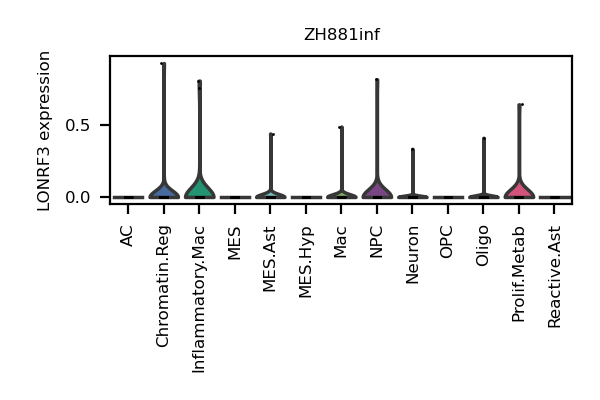 ZH881inf
LONRF3 expression
0.5
0.0
AC
Chromatin.Reg
Inflammatory.Mac
MES
MES.Ast
MES.Hyp
Mac
NPC
Neuron
OPC
Oligo
Prolif.Metab
Reactive.Ast